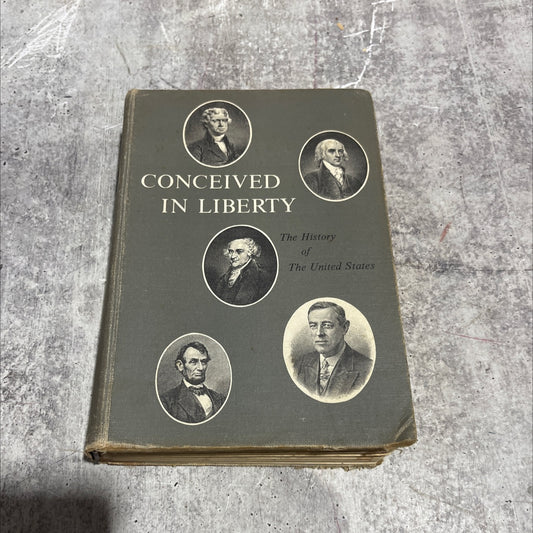 CONCEIVED
IN LIBERTY
The History
of
The United States